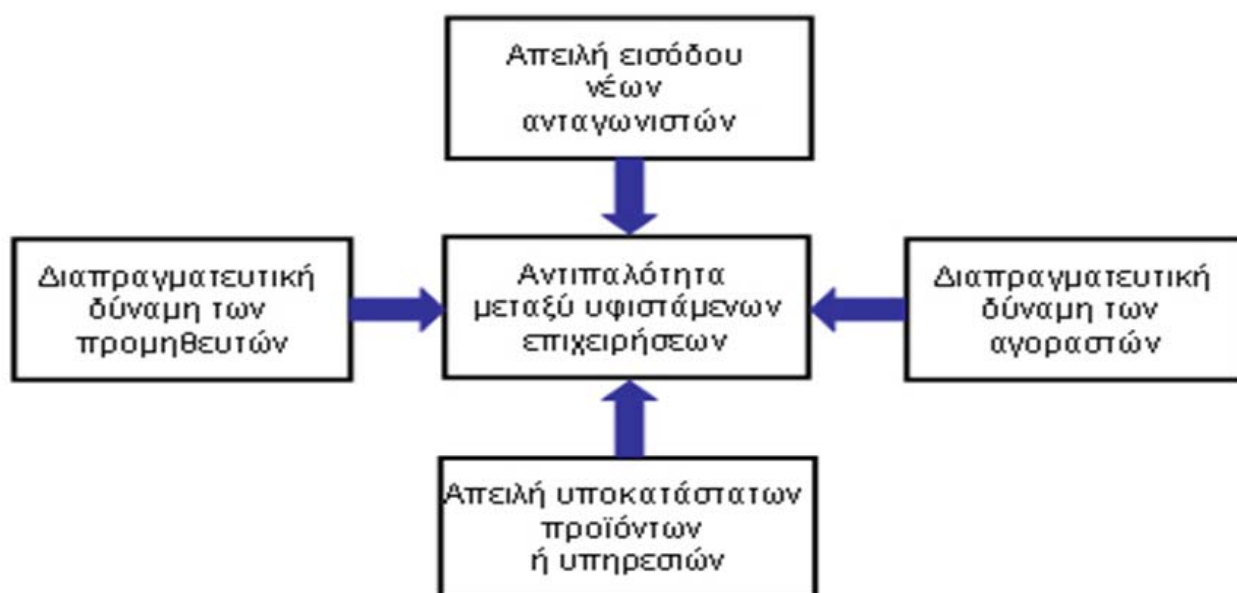 Απειλή εισόδου
νέων
ανταγωνιστών
Διαπραγματευτική
δύναμη των
προμηθευτών
Αντιπαλότητα
μεταξύ υφιστάμενων
επιχειρήσεων
Διαπραγματευτική
δύναμη των
αγοραστών
Απειλή υποκατάστατων
προϊόντων
ή υπηρεσιών